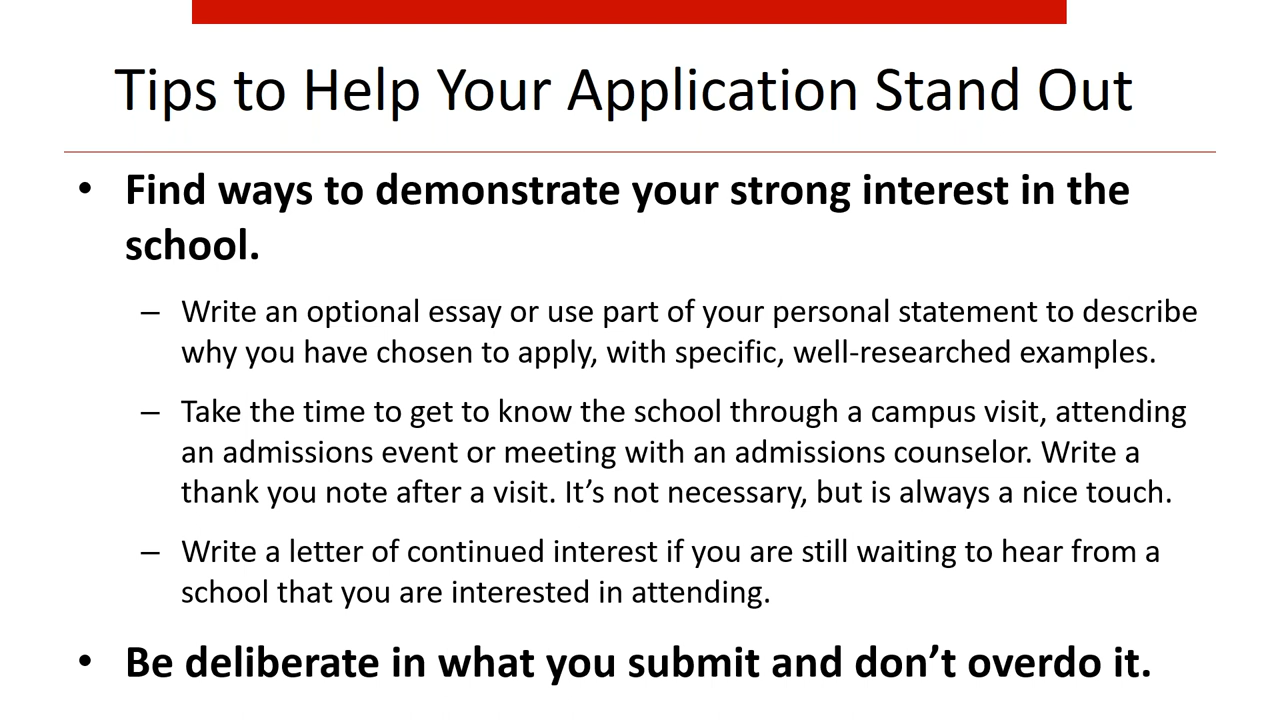 Tips to Help Your Application Stand Out
• Find ways to demonstrate your strong interest in the
school.
– Write an optional essay or use part of your personal statement to describe
why you have chosen to apply, with specific, well-researched examples.
– Take the time to get to know the school through a campus visit, attending
an admissions event or meeting with an admissions counselor. Write a
thank you note after a visit. It’s not necessary, but is always a nice touch.
– Write a letter of continued interest if you are still waiting to hear from a
school that you are interested in attending.
• Be deliberate in what you submit and don’t overdo it.